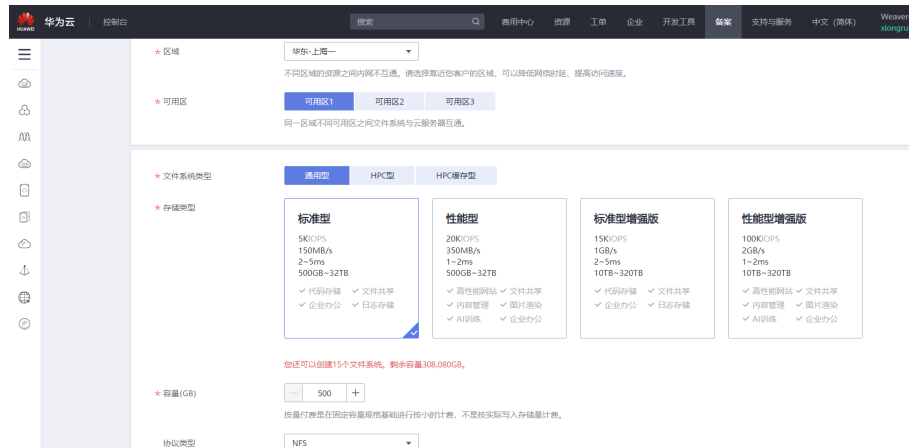 HUAWEI
华为云
控制台
搜索
费用中心
资源
工单
企业
开发工具
备案
支持与服务
中文 (简体)
Weaver
xiongru
* 区域
华东-上海一
不同区域的资源之间内网不互通。请选择靠近您客户的区域，可以降低网络时延、提高访问速度。
* 可用区
可用区1
可用区2
可用区3
同一区域不同可用区之间文件系统与云服务器互通。
* 文件系统类型
通用型
HPC型
HPC缓存型
* 存储类型
标准型
5KIOPS
150MB/s
2~5ms
500GB~32TB
代码存储 文件共享
企业办公 日志存储
性能型
20KIOPS
350MB/s
1~2ms
500GB~32TB
高性能网站 文件共享
内容管理 图片渲染
AI训练 企业办公
标准型增强版
15KIOPS
1GB/s
2~5ms
10TB~320TB
代码存储 文件共享
企业办公 日志存储
性能型增强版
100KIOPS
2GB/s
1~2ms
10TB~320TB
高性能网站 文件共享
内容管理 图片渲染
AI训练 企业办公
您还可以创建15个文件系统。剩余容量308,080GB。
* 容量(GB)
500
按量付费是在固定容量规格基础进行按小时计费，不是按实际写入存储量计费。
协议类型
NFS